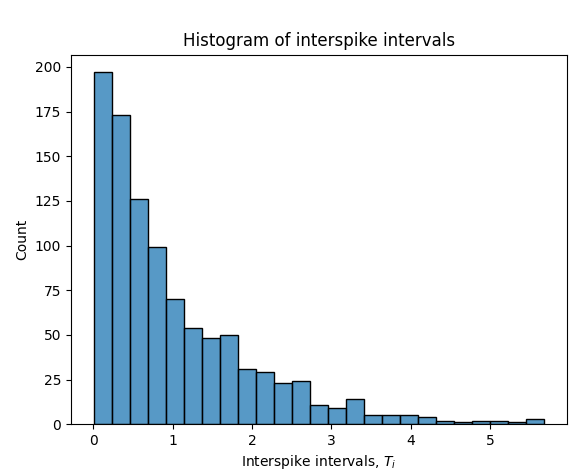 Histogram of interspike intervals
200
175
150
125
100
75
50
25
0
Count
0 1 2 3 4 5
Interspike intervals, $T_i$